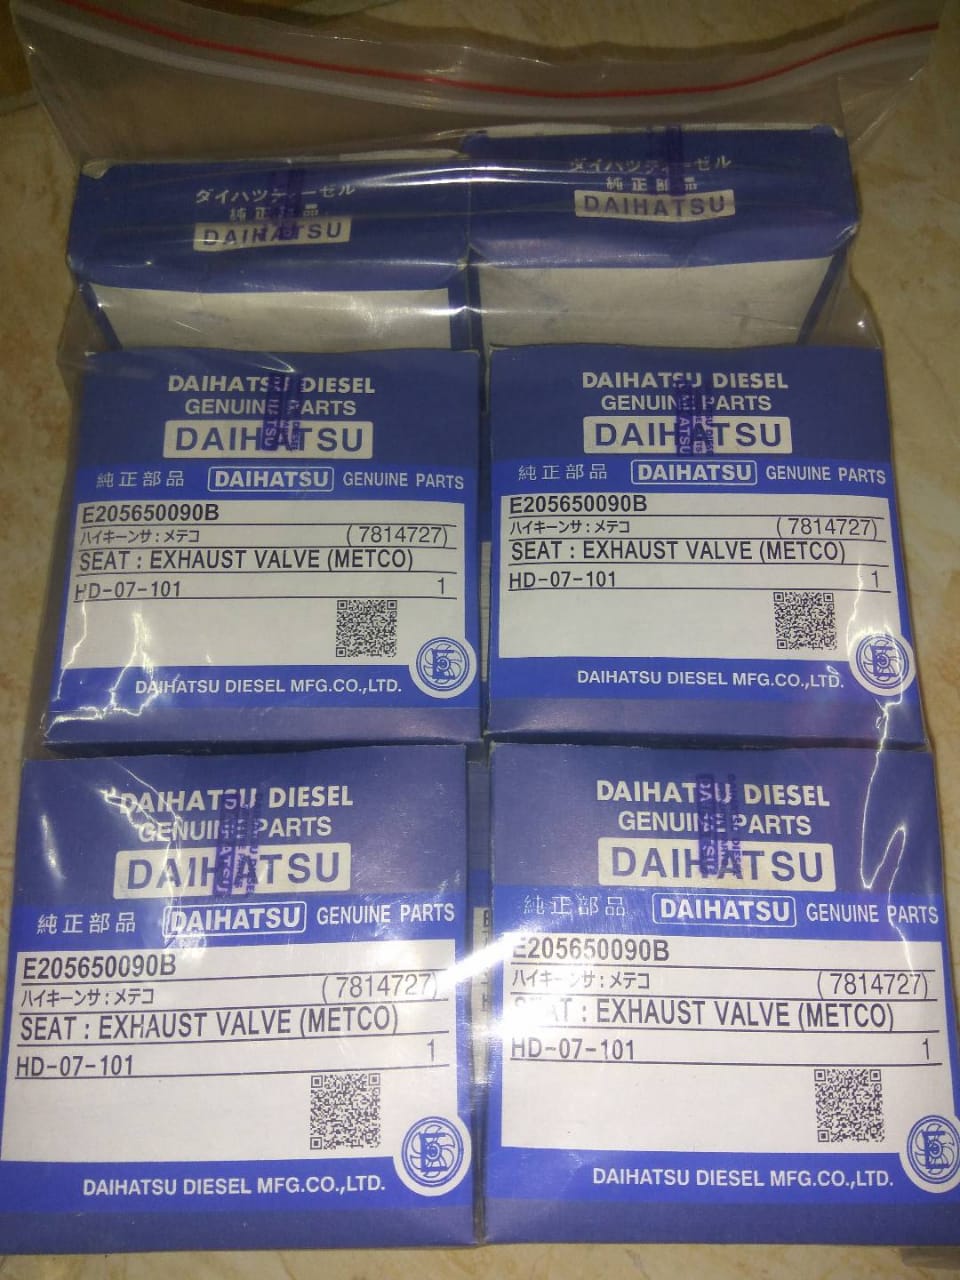 ダイハツディーゼル
純正部品
DAIHATSU
ダイハツディーゼル
純正部品
DAIHATSU
DAIHATSU DIESEL
GENUINE PARTS
DAIHATSU
純正部品 DAIHATSU GENUINE PARTS
E205650090B
ハイキーンサ:メテコ (7814727)
SEAT : EXHAUST VALVE (METCO)
HD-07-101 1
DAIHATSU DIESEL MFG.CO.,LTD.
DAIHATSU DIESEL
GENUINE PARTS
DAIHATSU
純正部品 DAIHATSU GENUINE PARTS
E205650090B
ハイキーンサ:メテコ (7814727)
SEAT : EXHAUST VALVE (METCO)
HD-07-101 1
DAIHATSU DIESEL MFG.CO.,LTD.
DAIHATSU DIESEL
GENUINE PARTS
DAIHATSU
純正部品 DAIHATSU GENUINE PARTS
E205650090B
ハイキーンサ:メテコ (7814727)
SEAT : EXHAUST VALVE (METCO)
HD-07-101 1
DAIHATSU DIESEL MFG.CO.,LTD.
DAIHATSU DIESEL
GENUINE PARTS
DAIHATSU
純正部品 DAIHATSU GENUINE PARTS
E205650090B
ハイキーンサ:メテコ (7814727)
SEAT : EXHAUST VALVE (METCO)
HD-07-101 1
DAIHATSU DIESEL MFG.CO.,LTD.